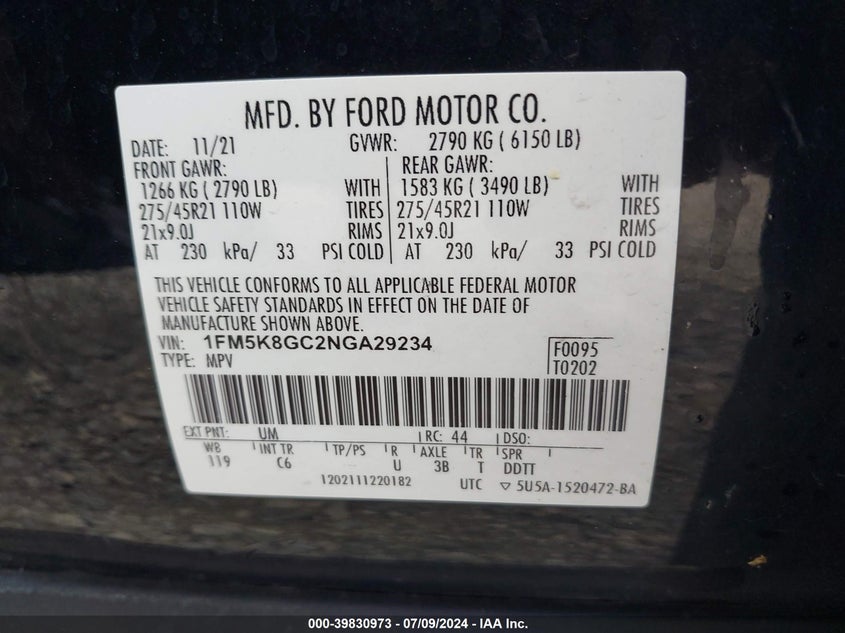 MFD. BY FORD MOTOR CO.
DATE: 11/21 GVWR: 2790 KG ( 6150 LB)
FRONT GAWR: REAR GAWR:
1266 KG ( 2790 LB) WITH 1583 KG ( 3490 LB) WITH
275/45R21 110W TIRES 275/45R21 110W TIRES
21x9.0J RIMS 21x9.0J RIMS
AT 230 kPa/ 33 PSI COLD AT 230 kPa/ 33 PSI COLD
THIS VEHICLE CONFORMS TO ALL APPLICABLE FEDERAL MOTOR
VEHICLE SAFETY STANDARDS IN EFFECT ON THE DATE OF
MANUFACTURE SHOWN ABOVE.
VIN: 1FM5K8GC2NGA29234 F0095
TYPE: MPV T0202
EXT PNT: UM RC: 44 DSO:
WB INT TR TP/PS R AXLE TR SPR
119 C6 U 3B T DDTT
1202111220182 UTC ▽ 5U5A-1520472-BA
000-39830973 / 07/09/2024 - IAA Inc.